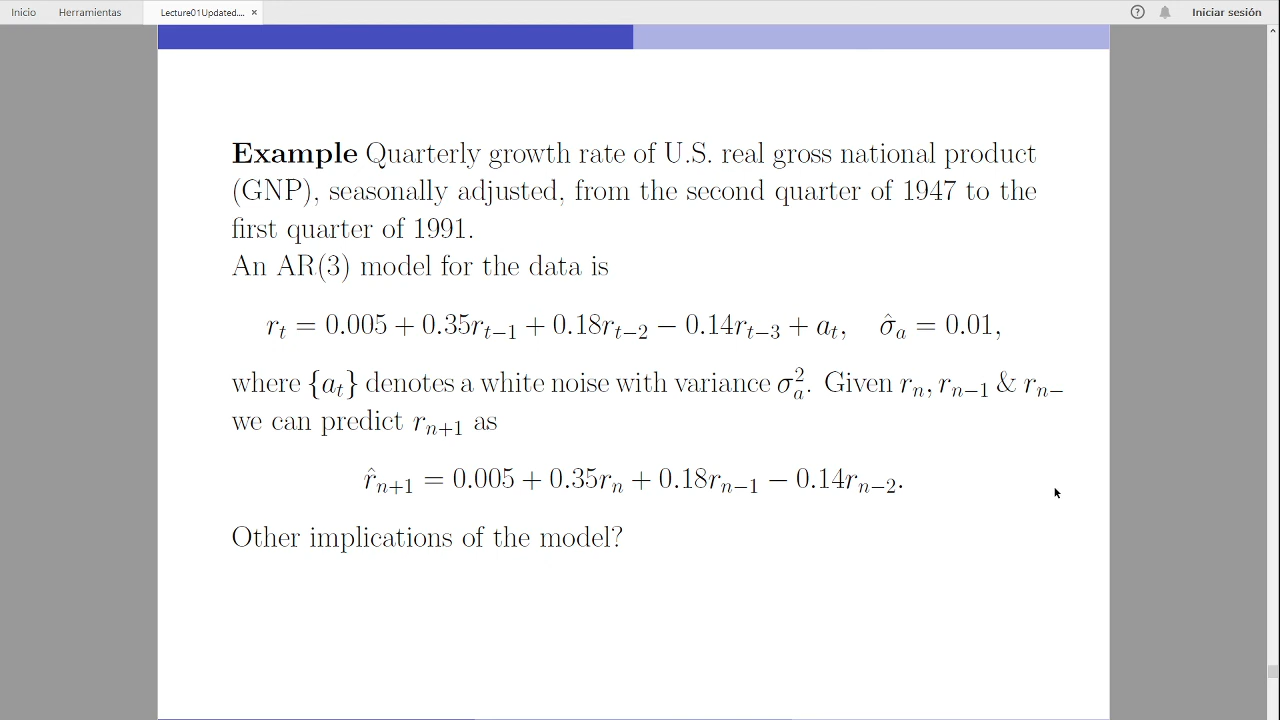 Inicio Herramientas Lecture01Updated.... × ? Iniciar sesión
Example Quarterly growth rate of U.S. real gross national product
(GNP), seasonally adjusted, from the second quarter of 1947 to the
first quarter of 1991.
An AR(3) model for the data is
r_t = 0.005 + 0.35r_{t−1} + 0.18r_{t−2} − 0.14r_{t−3} + a_t, σ̂_a = 0.01,
where {a_t} denotes a white noise with variance σ_a^2. Given r_n, r_{n−1} & r_{n−
we can predict r_{n+1} as
r̂_{n+1} = 0.005 + 0.35r_n + 0.18r_{n−1} − 0.14r_{n−2}.
Other implications of the model?